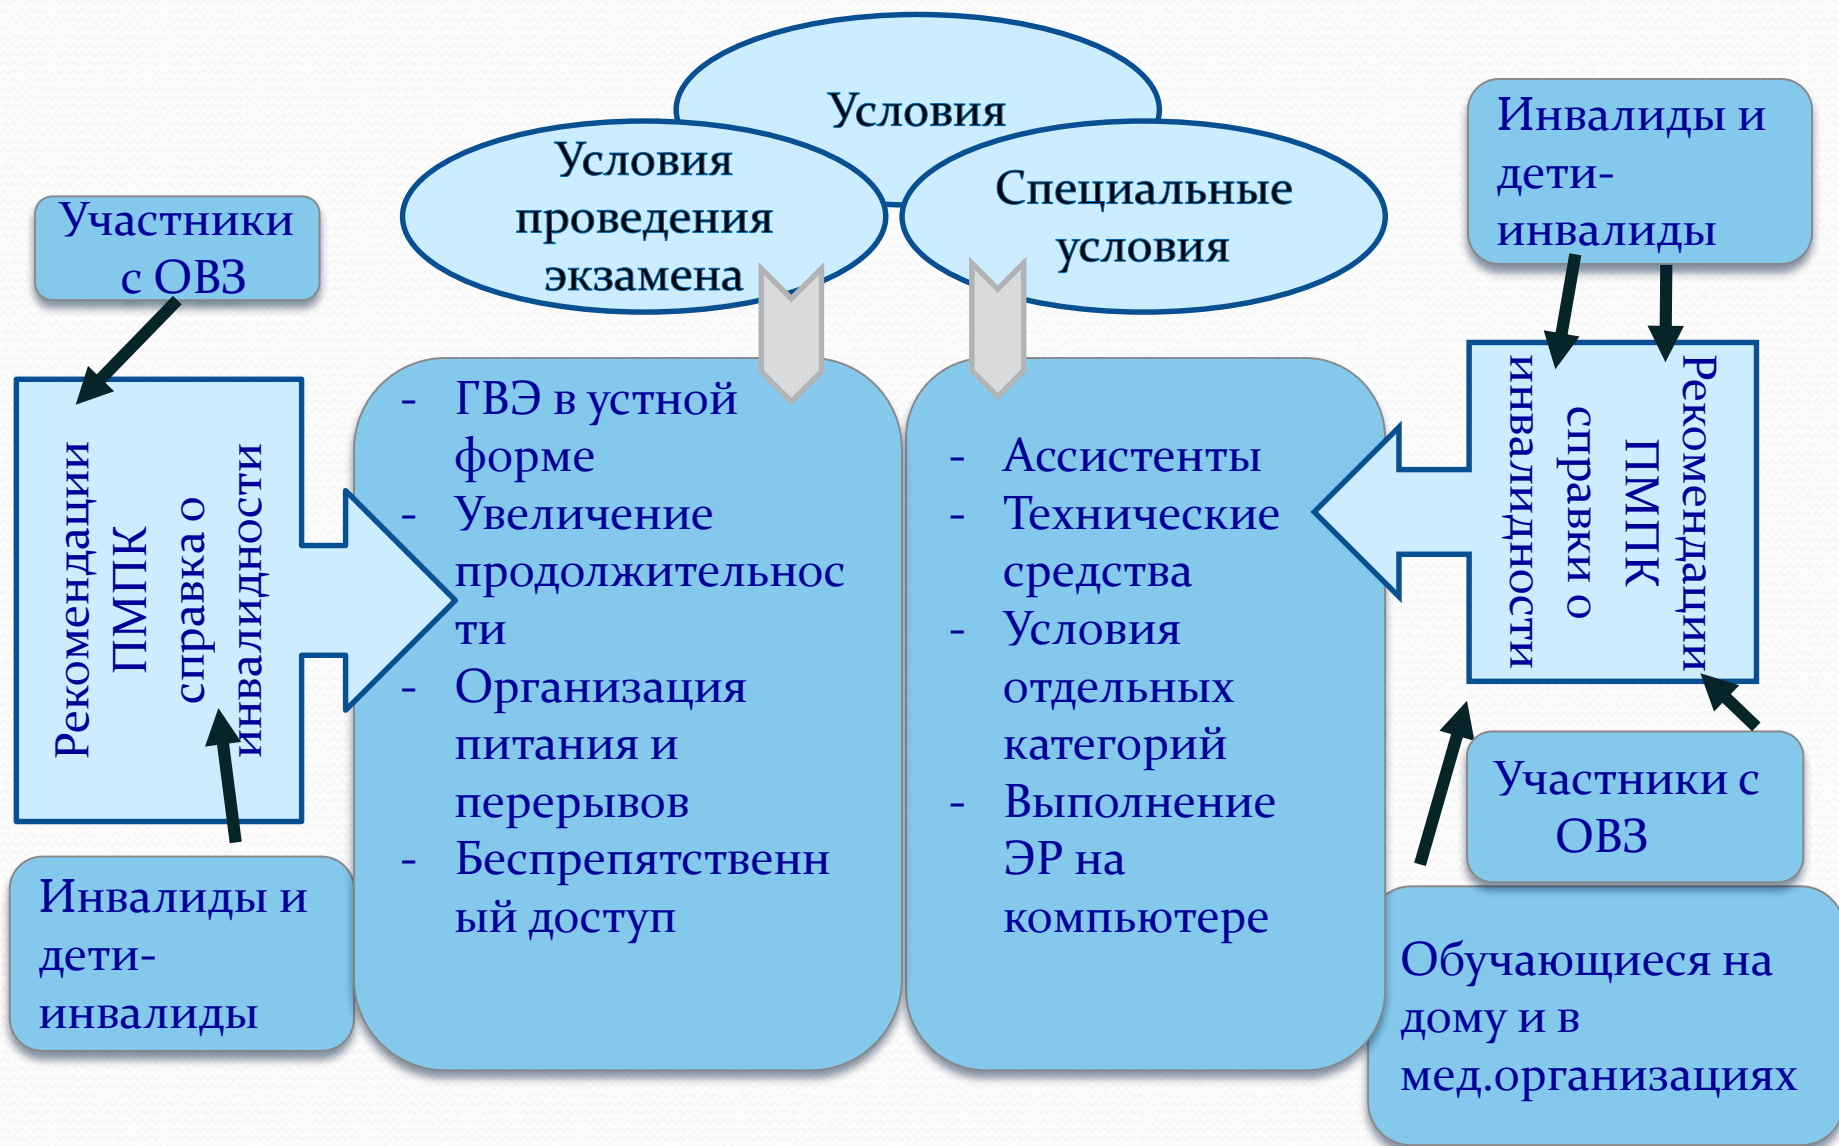 Условия
Условия
проведения
экзамена
Специальные
условия
Участники
с ОВЗ
Рекомендации
ПМПК
справка о
инвалидности
Инвалиды и
дети-
инвалиды
- ГВЭ в устной
форме
- Увеличение
продолжительнос
ти
- Организация
питания и
перерывов
- Беспрепятственн
ый доступ
- Ассистенты
- Технические
средства
- Условия
отдельных
категорий
- Выполнение
ЭР на
компьютере
Инвалиды и
дети-
инвалиды
Рекомендации
ПМПК
справки о
инвалидности
Участники с
ОВЗ
Обучающиеся на
дому и в
мед.организациях